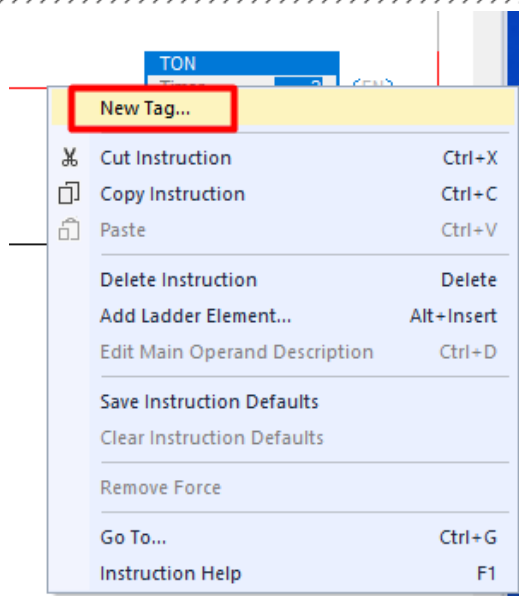 TON
Timer ?
New Tag...
Cut Instruction Ctrl+X
Copy Instruction Ctrl+C
Paste Ctrl+V
Delete Instruction Delete
Add Ladder Element... Alt+Insert
Edit Main Operand Description Ctrl+D
Save Instruction Defaults
Clear Instruction Defaults
Remove Force
Go To... Ctrl+G
Instruction Help F1